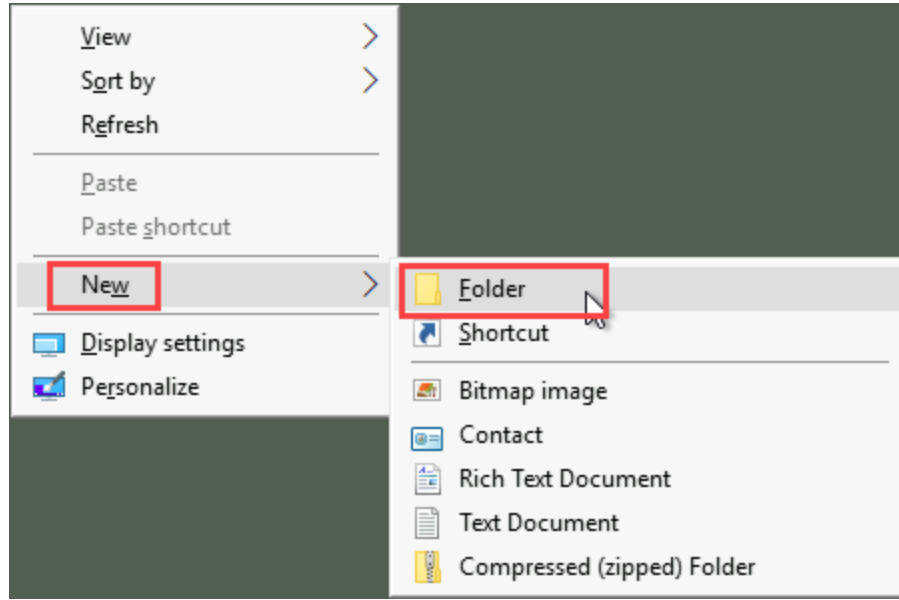 View
Sort by
Refresh
Paste
Paste shortcut
New
Display settings
Personalize
Folder
Shortcut
Bitmap image
Contact
Rich Text Document
Text Document
Compressed (zipped) Folder